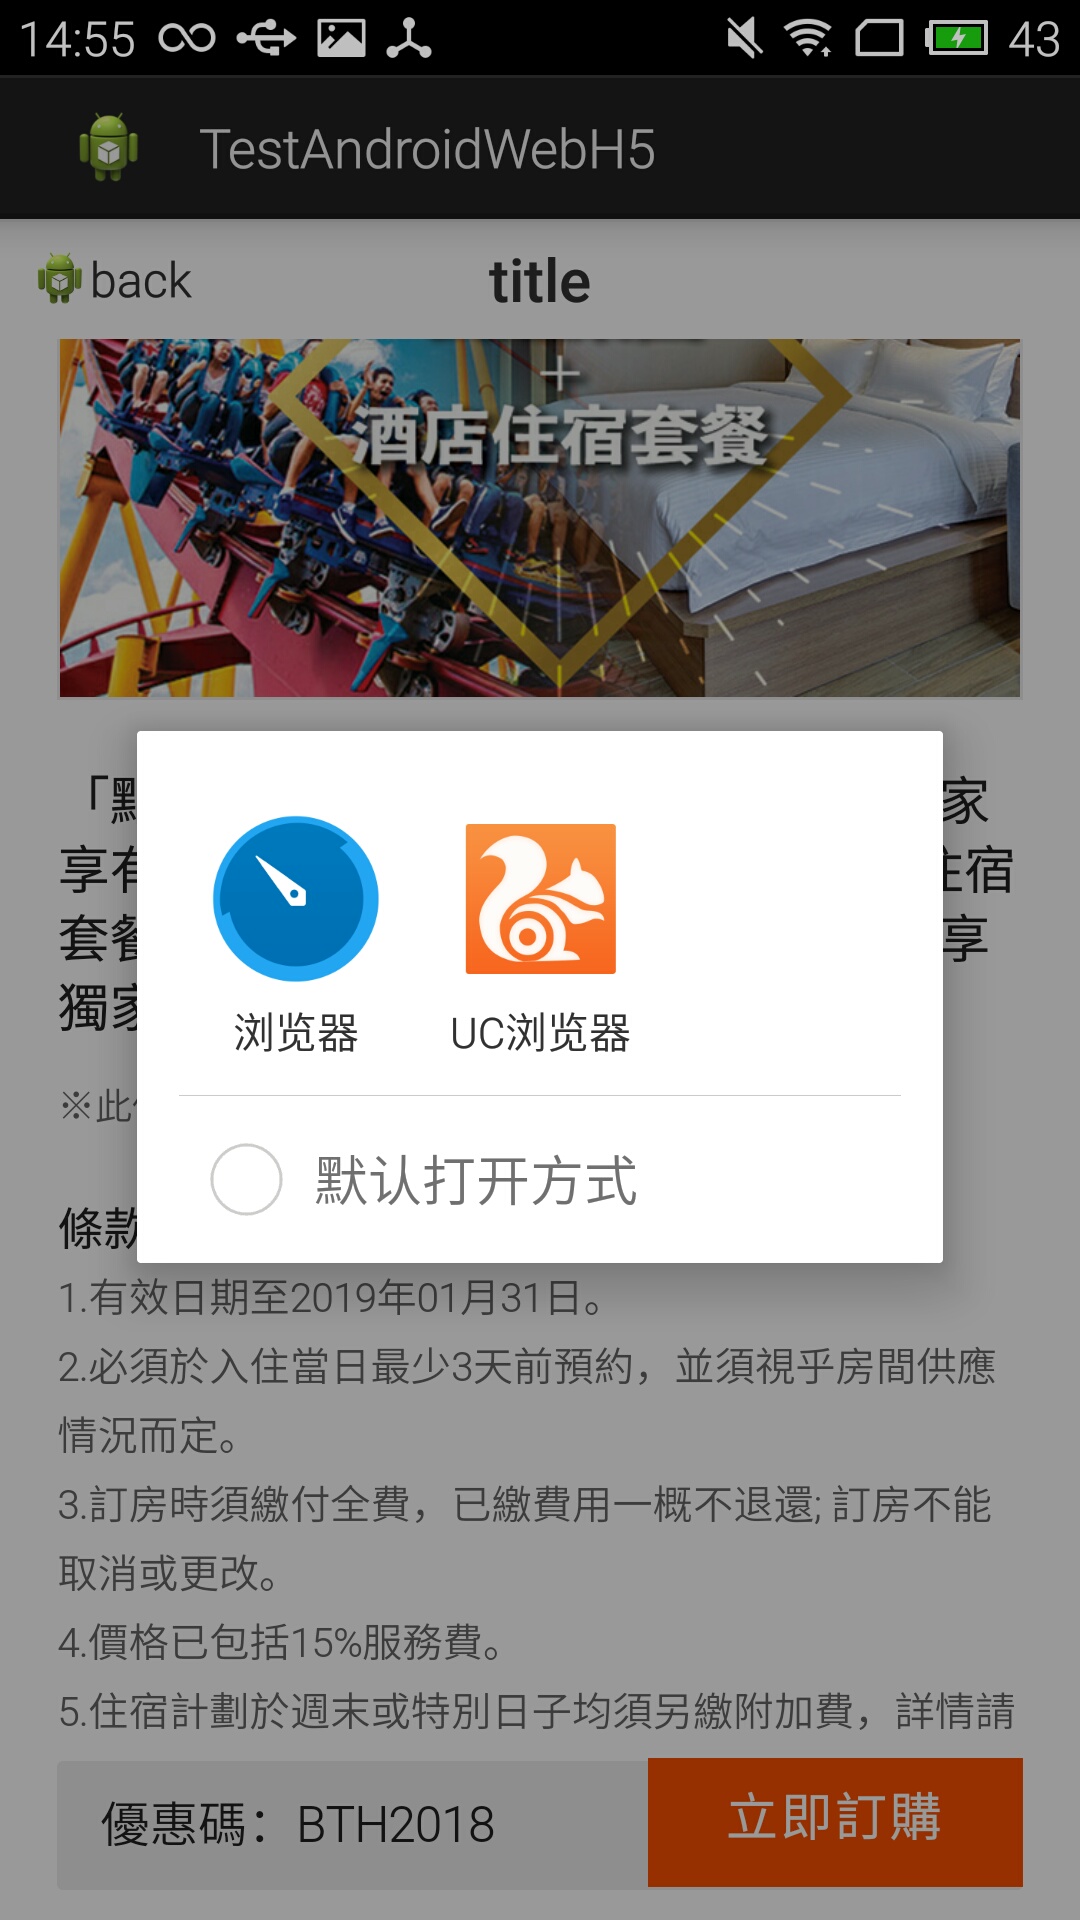 14:55
43
TestAndroidWebH5
back
title
酒店住宿套餐
「
家
享有
住宿
套餐
享
獨家
浏览器
UC浏览器
※此
默认打开方式
條款
1.有效日期至2019年01月31日。
2.必須於入住當日最少3天前預約，並須視乎房間供應
情況而定。
3.訂房時須繳付全費，已繳費用一概不退還; 訂房不能
取消或更改。
4.價格已包括15%服務費。
5.住宿計劃於週末或特別日子均須另繳附加費，詳情請
優惠碼：BTH2018
立即訂購